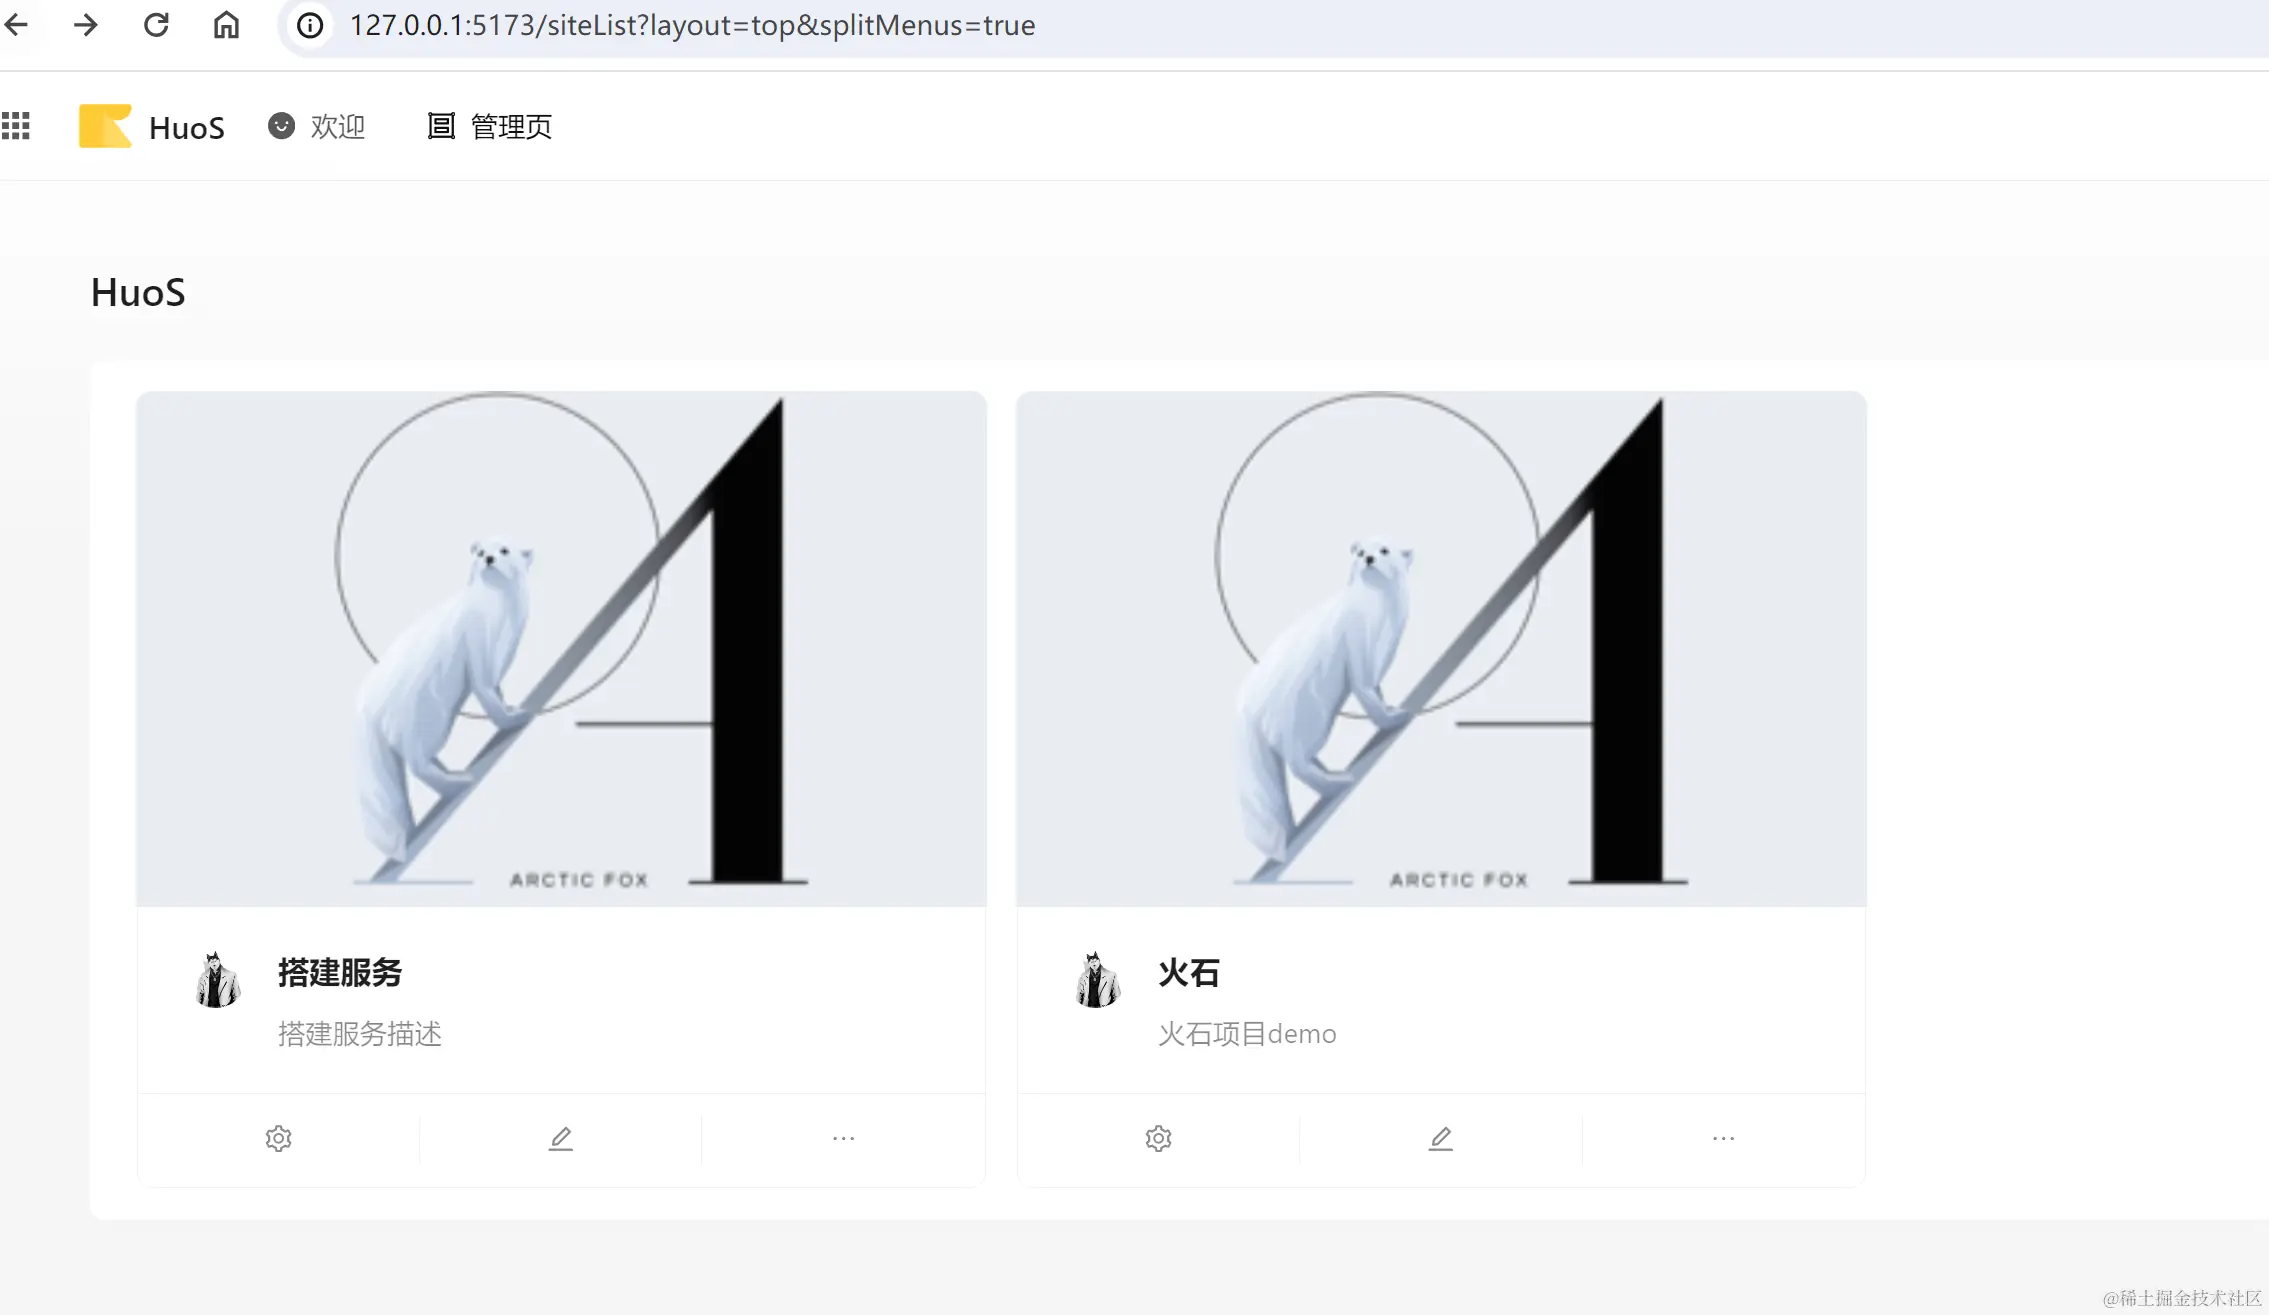 127.0.0.1:5173/siteList?layout=top&splitMenus=true
HuoS 欢迎 管理页
HuoS
ARCTIC FOX ARCTIC FOX
搭建服务 火石
搭建服务描述 火石项目demo
@稀土掘金技术社区